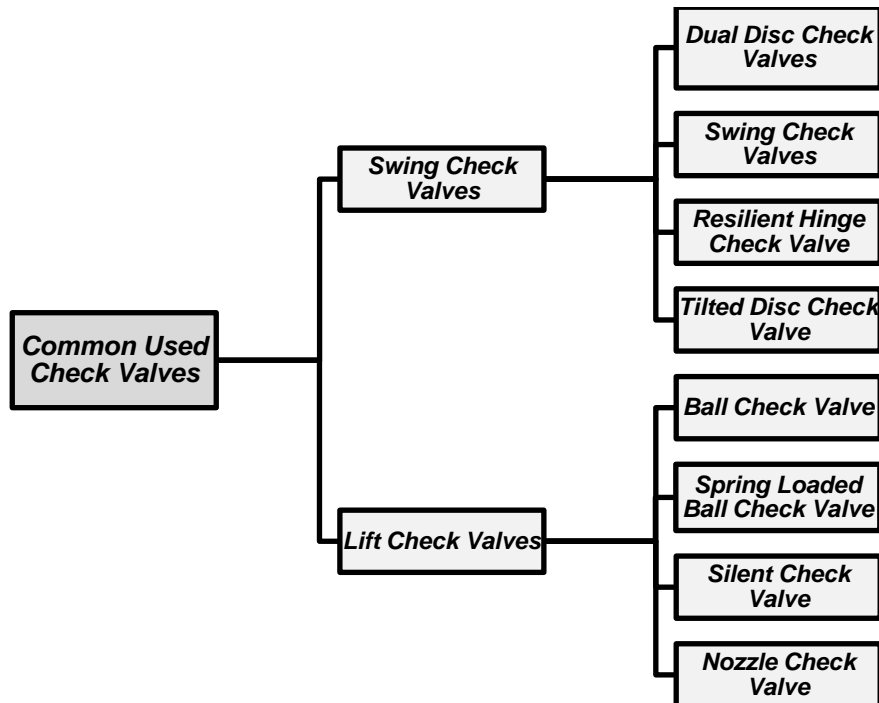 Common Used
Check Valves
Swing Check
Valves
Dual Disc Check
Valves
Swing Check
Valves
Resilient Hinge
Check Valve
Tilted Disc Check
Valve
Lift Check Valves
Ball Check Valve
Spring Loaded
Ball Check Valve
Silent Check
Valve
Nozzle Check
Valve